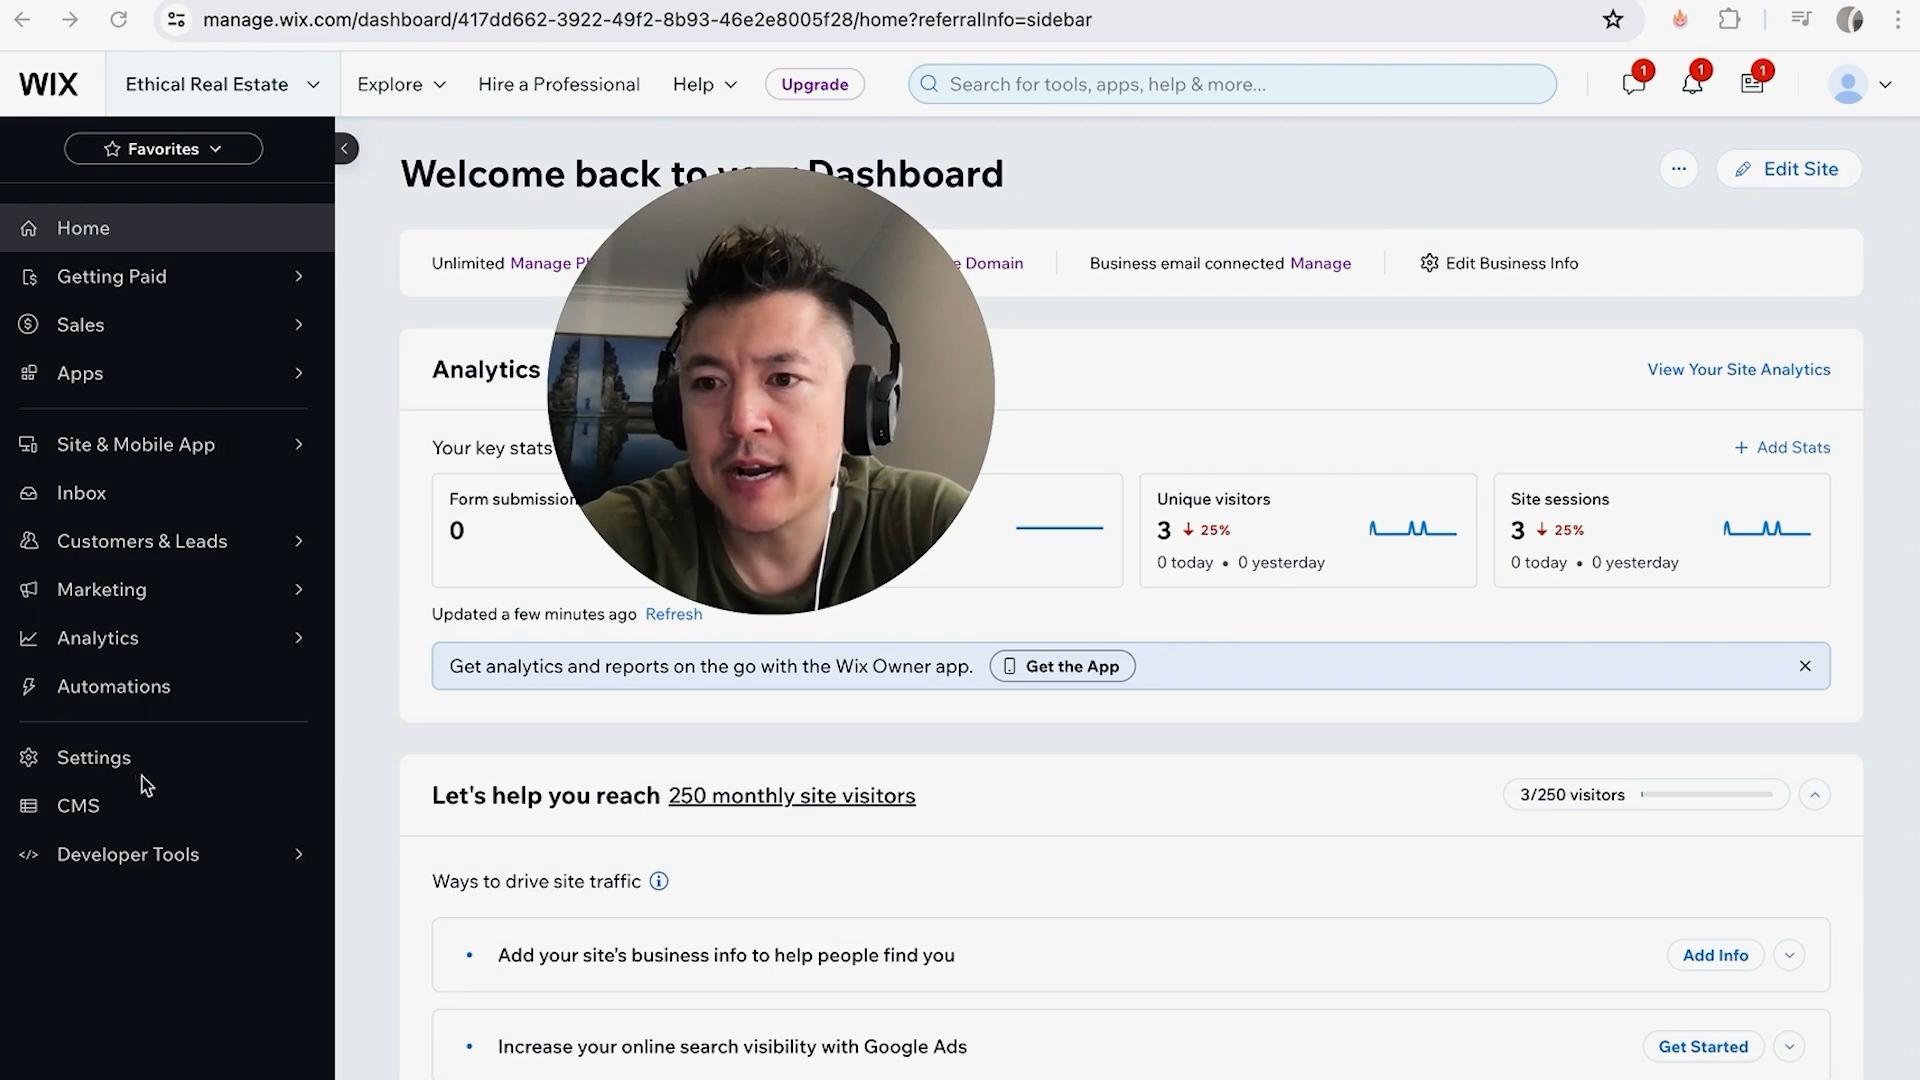 manage.wix.com/dashboard/417dd662-3922-49f2-8b93-46e2e8005f28/home?referralInfo=sidebar
WIX
Ethical Real Estate
Explore
Hire a Professional
Help
Upgrade
Search for tools, apps, help & more...
1
1
1
Favorites
Home
Getting Paid
Sales
Apps
Site & Mobile App
Inbox
Customers & Leads
Marketing
Analytics
Automations
Settings
CMS
Developer Tools
Welcome back to your Dashboard
Edit Site
Unlimited Manage
Domain
Business email connected Manage
Edit Business Info
Analytics
View Your Site Analytics
Your key stats
+ Add Stats
Form submission
0
Unique visitors
3 ↓ 25%
0 today • 0 yesterday
Site sessions
3 ↓ 25%
0 today • 0 yesterday
Updated a few minutes ago Refresh
Get analytics and reports on the go with the Wix Owner app.
Get the App
Let's help you reach 250 monthly site visitors
3/250 visitors
Ways to drive site traffic
• Add your site's business info to help people find you
Add Info
• Increase your online search visibility with Google Ads
Get Started